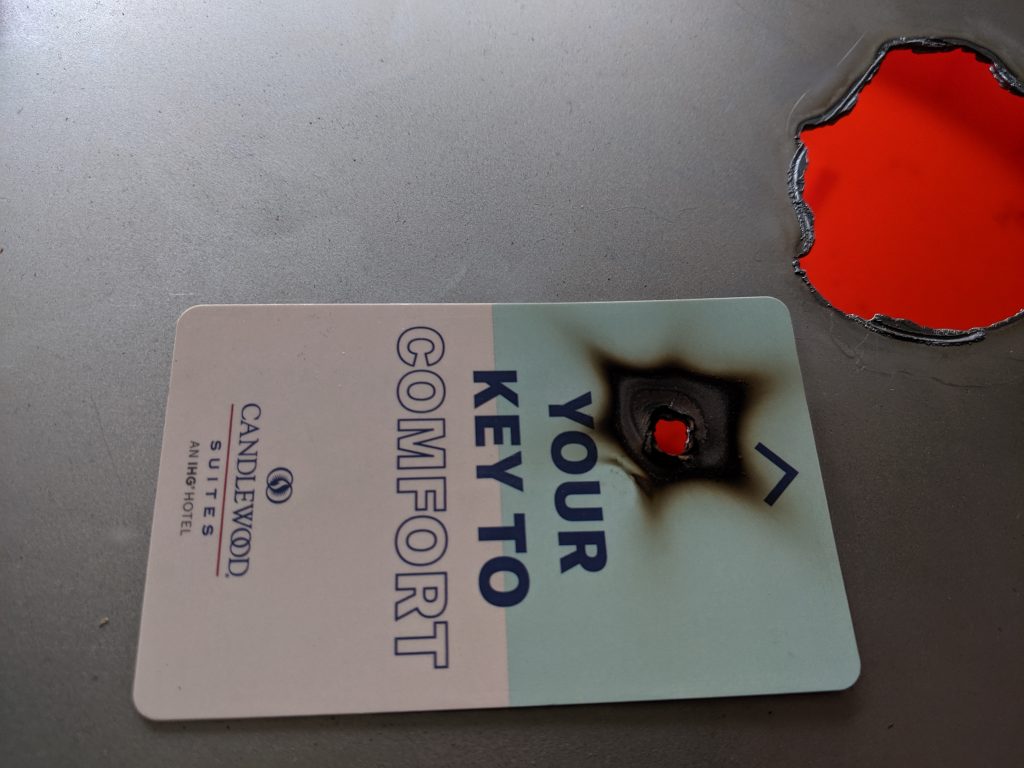 YOUR
KEY TO
COMFORT
CANDLEWOOD®
SUITES
AN IHG® HOTEL